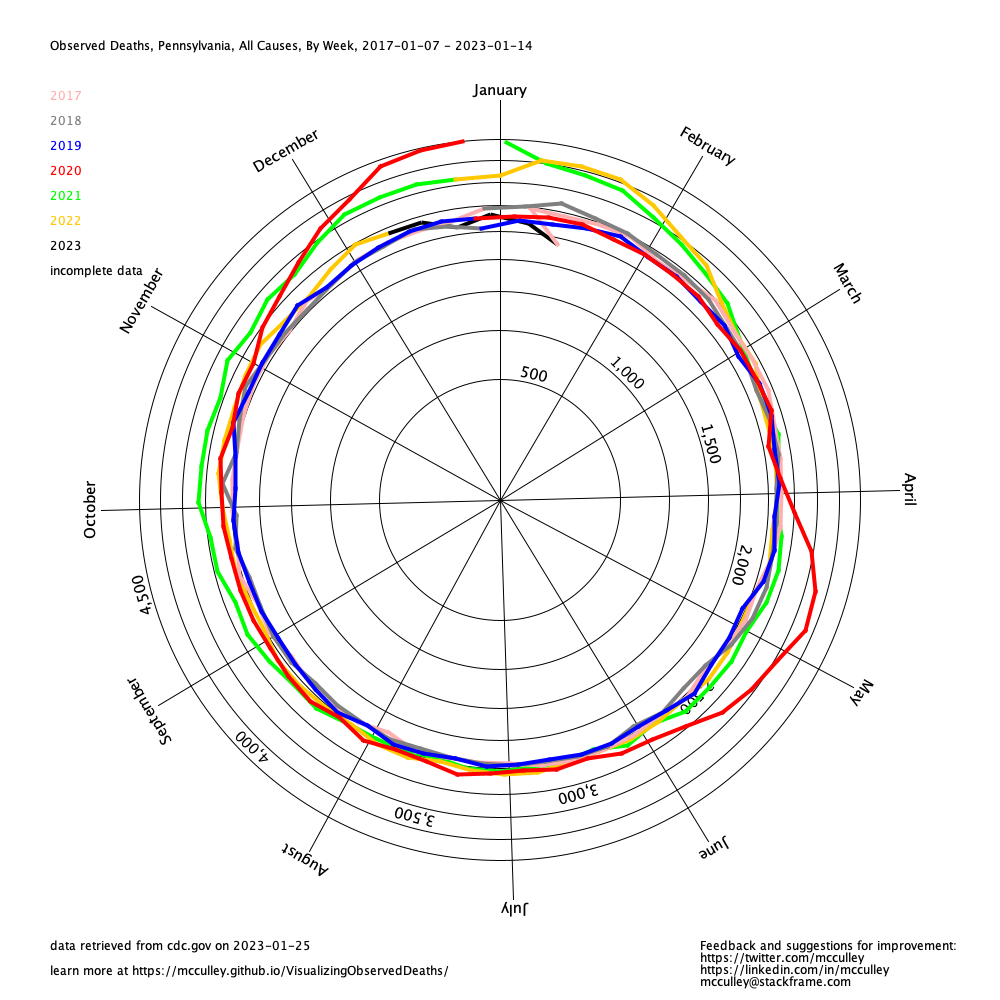 Observed Deaths, Pennsylvania, All Causes, By Week, 2017-01-07 - 2023-01-14
January
February
March
April
May
June
July
August
September
October
November
December
2017
2018
2019
2020
2021
2022
2023
incomplete data
500
1,000
1,500
2,000
3,000
3,500
4,000
4,500
data retrieved from cdc.gov on 2023-01-25
learn more at https://mcculley.github.io/VisualizingObservedDeaths/
Feedback and suggestions for improvement:
https://twitter.com/mcculley
https://linkedin.com/in/mcculley
mcculley@stackframe.com